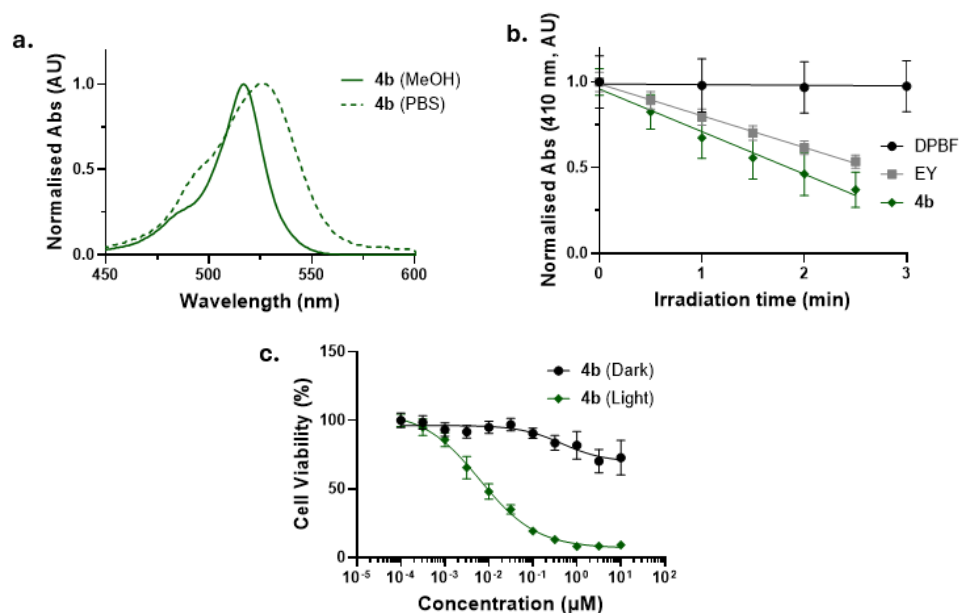 a.
Normalised Abs (AU)
1.0
0.5
0.0
450
500
550
600
Wavelength (nm)
4b (MeOH)
4b (PBS)
b.
Normalised Abs (410 nm, AU)
1.0
0.5
0.0
0
1
2
3
Irradiation time (min)
DPBF
EY
4b
c.
Cell Viability (%)
150
100
50
0
10⁻⁵
10⁻⁴
10⁻³
10⁻²
10⁻¹
10⁰
10¹
10²
Concentration (µM)
4b (Dark)
4b (Light)